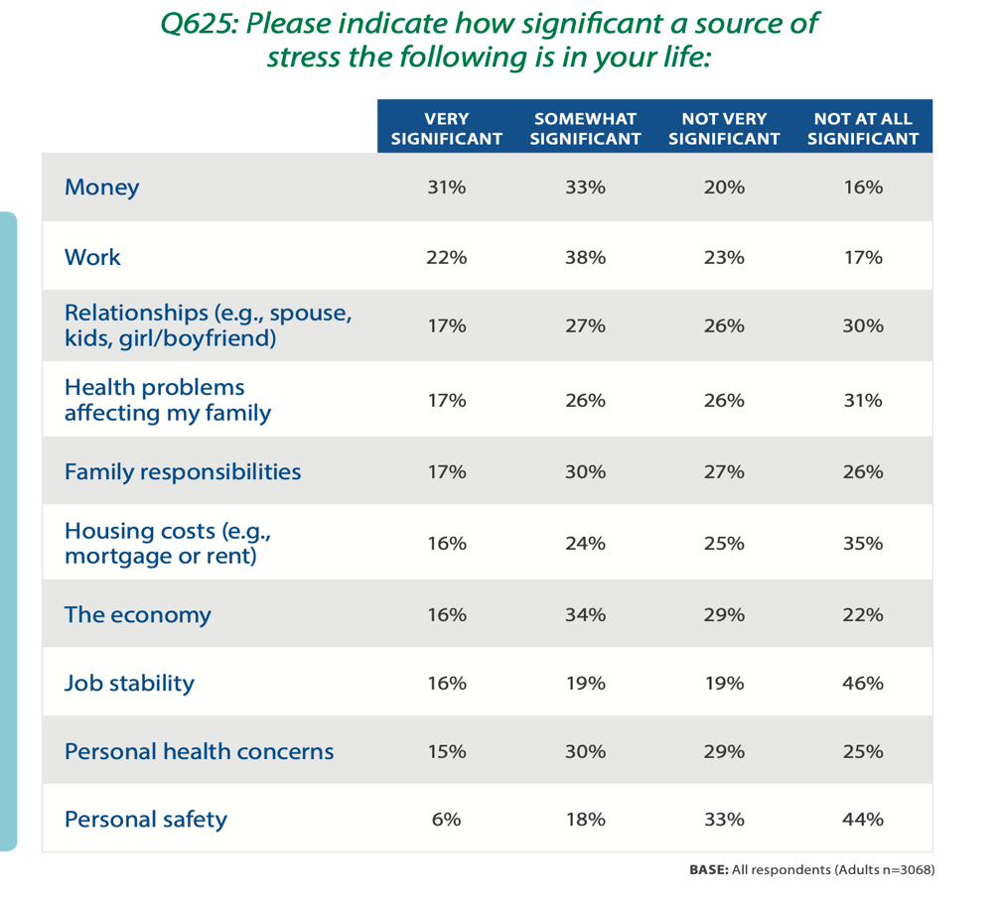 Q625: Please indicate how significant a source of
stress the following is in your life:
VERY SIGNIFICANT SOMEWHAT SIGNIFICANT NOT VERY SIGNIFICANT NOT AT ALL SIGNIFICANT
Money 31% 33% 20% 16%
Work 22% 38% 23% 17%
Relationships (e.g., spouse,
kids, girl/boyfriend) 17% 27% 26% 30%
Health problems
affecting my family 17% 26% 26% 31%
Family responsibilities 17% 30% 27% 26%
Housing costs (e.g.,
mortgage or rent) 16% 24% 25% 35%
The economy 16% 34% 29% 22%
Job stability 16% 19% 19% 46%
Personal health concerns 15% 30% 29% 25%
Personal safety 6% 18% 33% 44%
BASE: All respondents (Adults n=3068)